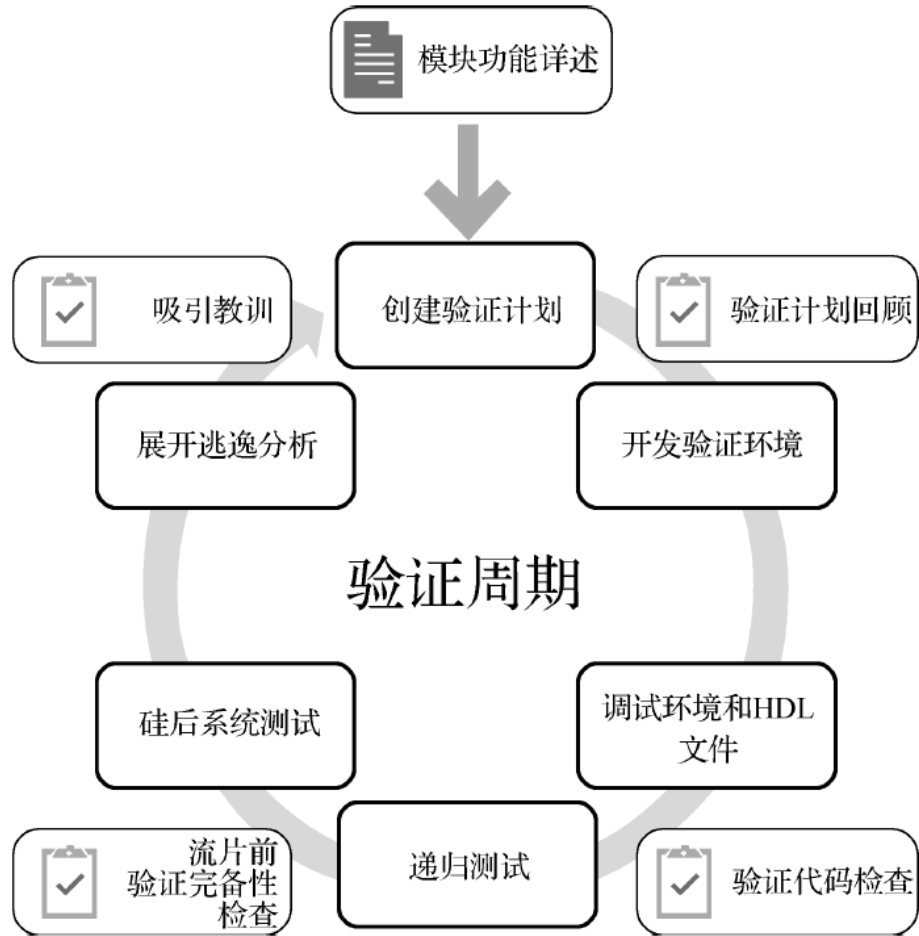 模块功能详述
吸引教训
创建验证计划
验证计划回顾
展开逃逸分析
开发验证环境
验证周期
硅后系统测试
调试环境和HDL
文件
流片前
验证完备性
检查
递归测试
验证代码检查